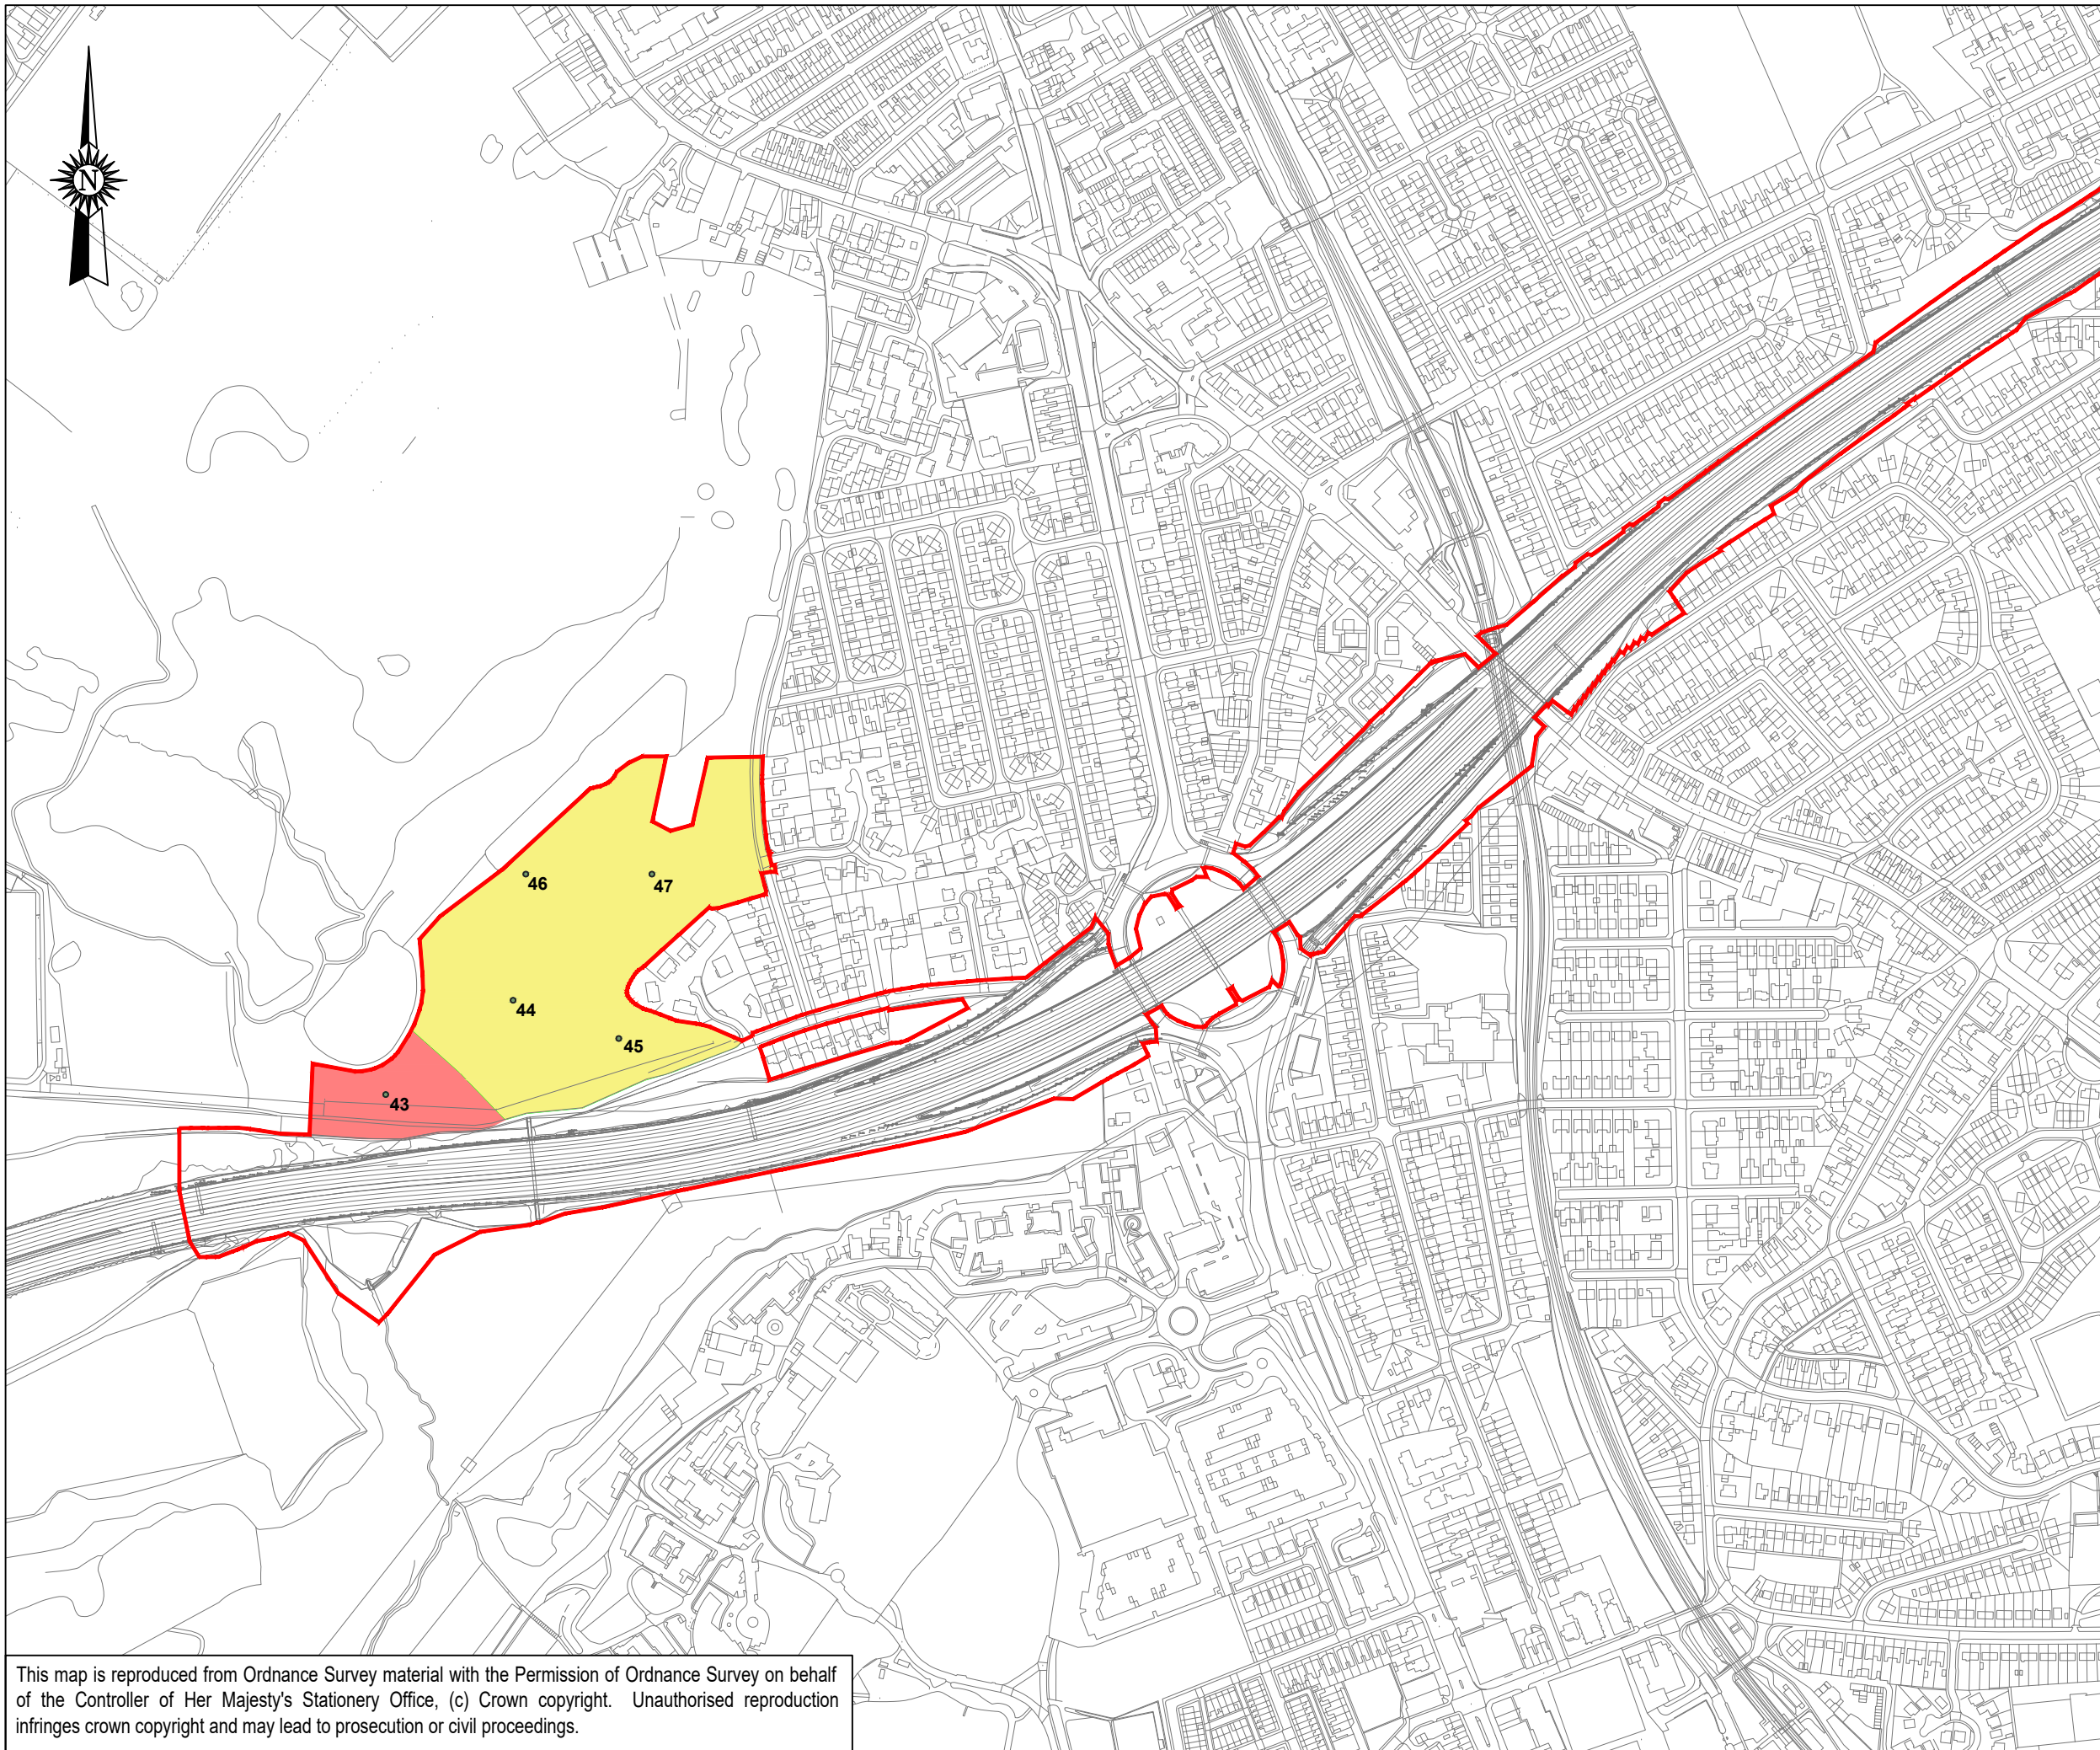 N
46
47
44
45
43
This map is reproduced from Ordnance Survey material with the Permission of Ordnance Survey on behalf
of the Controller of Her Majesty's Stationery Office, (c) Crown copyright. Unauthorised reproduction
infringes crown copyright and may lead to prosecution or civil proceedings.